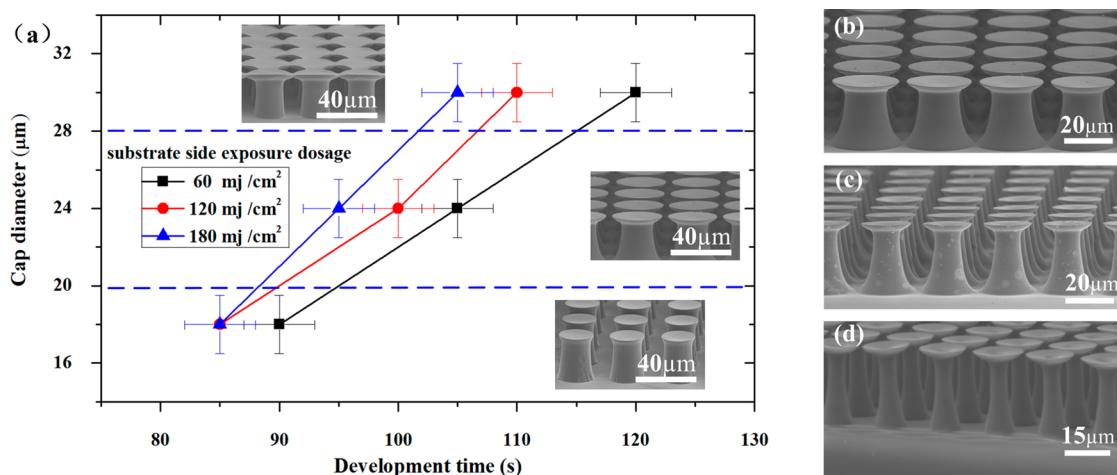 (a)
Cap diameter (μm)
32
28
24
20
16
40μm
substrate side exposure dosage
60 mj /cm²
120 mj /cm²
180 mj /cm²
40μm
40μm
80
90
100
110
120
130
Development time (s)
(b)
20μm
(c)
20μm
(d)
15μm